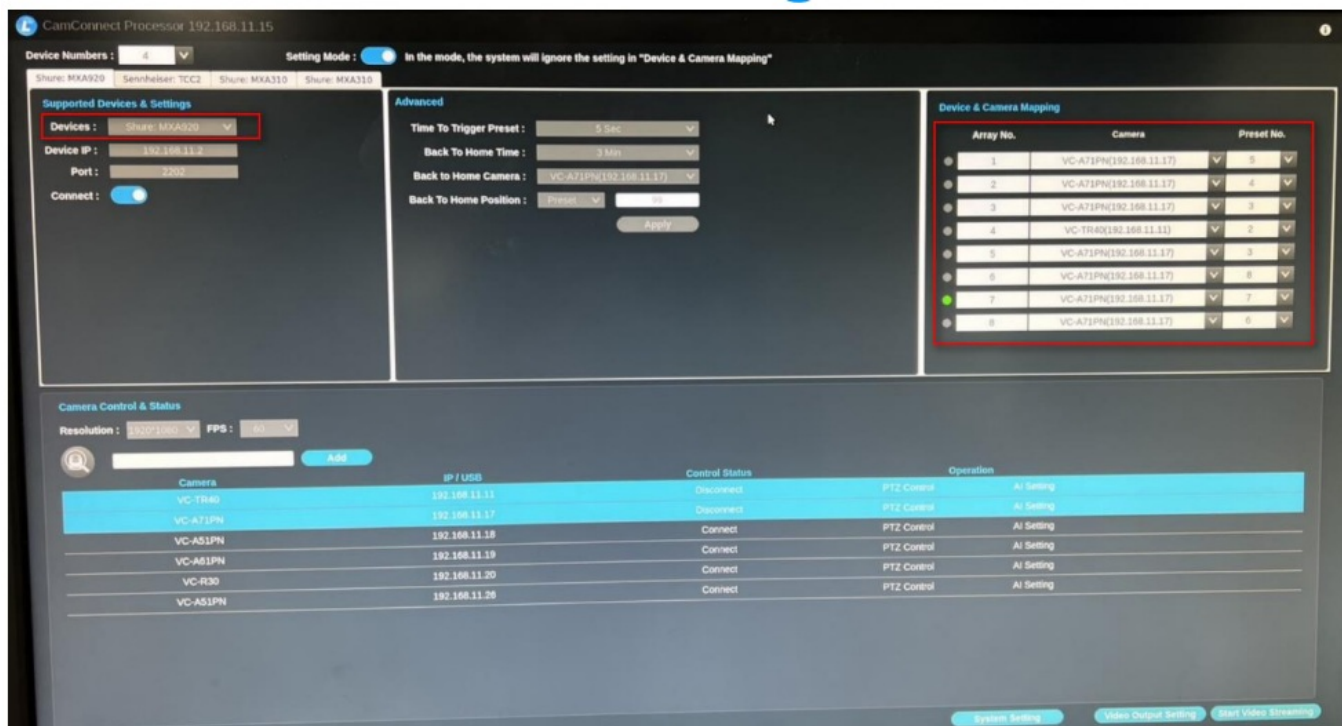 CamConnect Processor 192.168.11.15
Device Numbers : 4 Setting Mode : In the mode, the system will ignore the setting in "Device & Camera Mapping"
Shure: MXA920 Sennheiser: TCC2 Shure: MXA310 Shure: MXA310
Supported Devices & Settings
Devices : Shure: MXA920
Device IP : 192.168.11.2
Port : 2202
Connect :
Advanced
Time To Trigger Preset : 5 Sec
Back To Home Time : 3 Min
Back to Home Camera : VC-A71PN(192.168.11.17)
Back To Home Position : Preset 99
Apply
Device & Camera Mapping
Array No. Camera Preset No.
1 VC-A71PN(192.168.11.17) 5
2 VC-A71PN(192.168.11.17) 4
3 VC-A71PN(192.168.11.17) 3
4 VC-TR40(192.168.11.11) 2
5 VC-A71PN(192.168.11.17) 3
6 VC-A71PN(192.168.11.17) 8
7 VC-A71PN(192.168.11.17) 7
8 VC-A71PN(192.168.11.17) 6
Camera Control & Status
Resolution : 1920*1080 FPS : 60
Add
Camera IP / USB Control Status Operation
VC-TR40 192.168.11.11 Disconnect PTZ Control AI Setting
VC-A71PN 192.168.11.17 Disconnect PTZ Control AI Setting
VC-A51PN 192.168.11.18 Connect PTZ Control AI Setting
VC-A61PN 192.168.11.19 Connect PTZ Control AI Setting
VC-R30 192.168.11.20 Connect PTZ Control AI Setting
VC-A51PN 192.168.11.26 Connect PTZ Control AI Setting
System Setting Video Output Setting Start Video Streaming